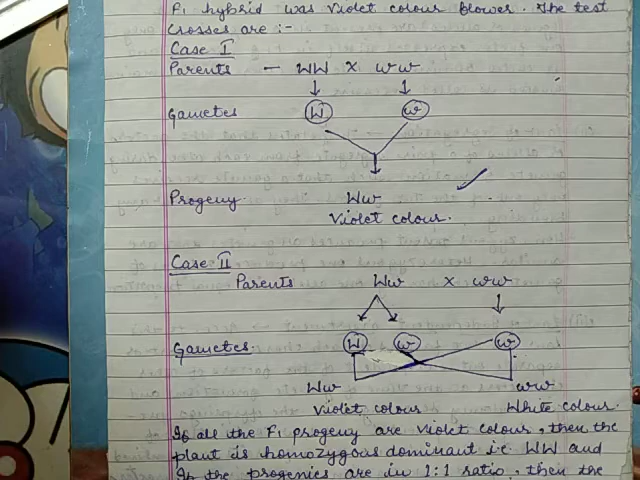 F1 hybrid was violet colour blower. The test
crosses are :-
Case I
Parents - WW x ww
Gametes W w
Progeny. Ww
Violet colour.
Case II
Parents Ww x ww
Gametes. W w w
Ww ww
Violet colour White colour.
If all the F1 progeny are violet colour, then the
plant is homozygous dominant i.e. WW and
If the progenies are in 1:1 ratio, then the